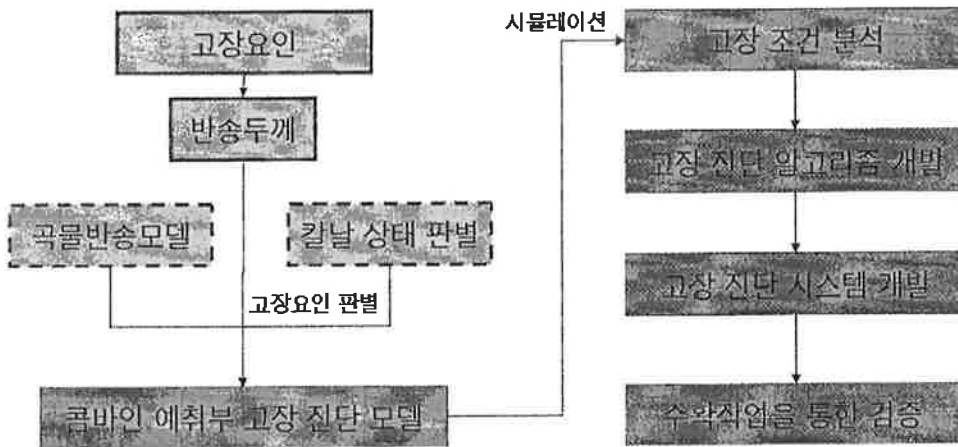 고장요인
반송두께
곡물반송모델
칼날 상태 판별
고장요인 판별
콤바인 예취부 고장 진단 모델
시뮬레이션
고장 조건 분석
고장 진단 알고리즘 개발
고장 진단 시스템 개발
수확작업을 통한 검증